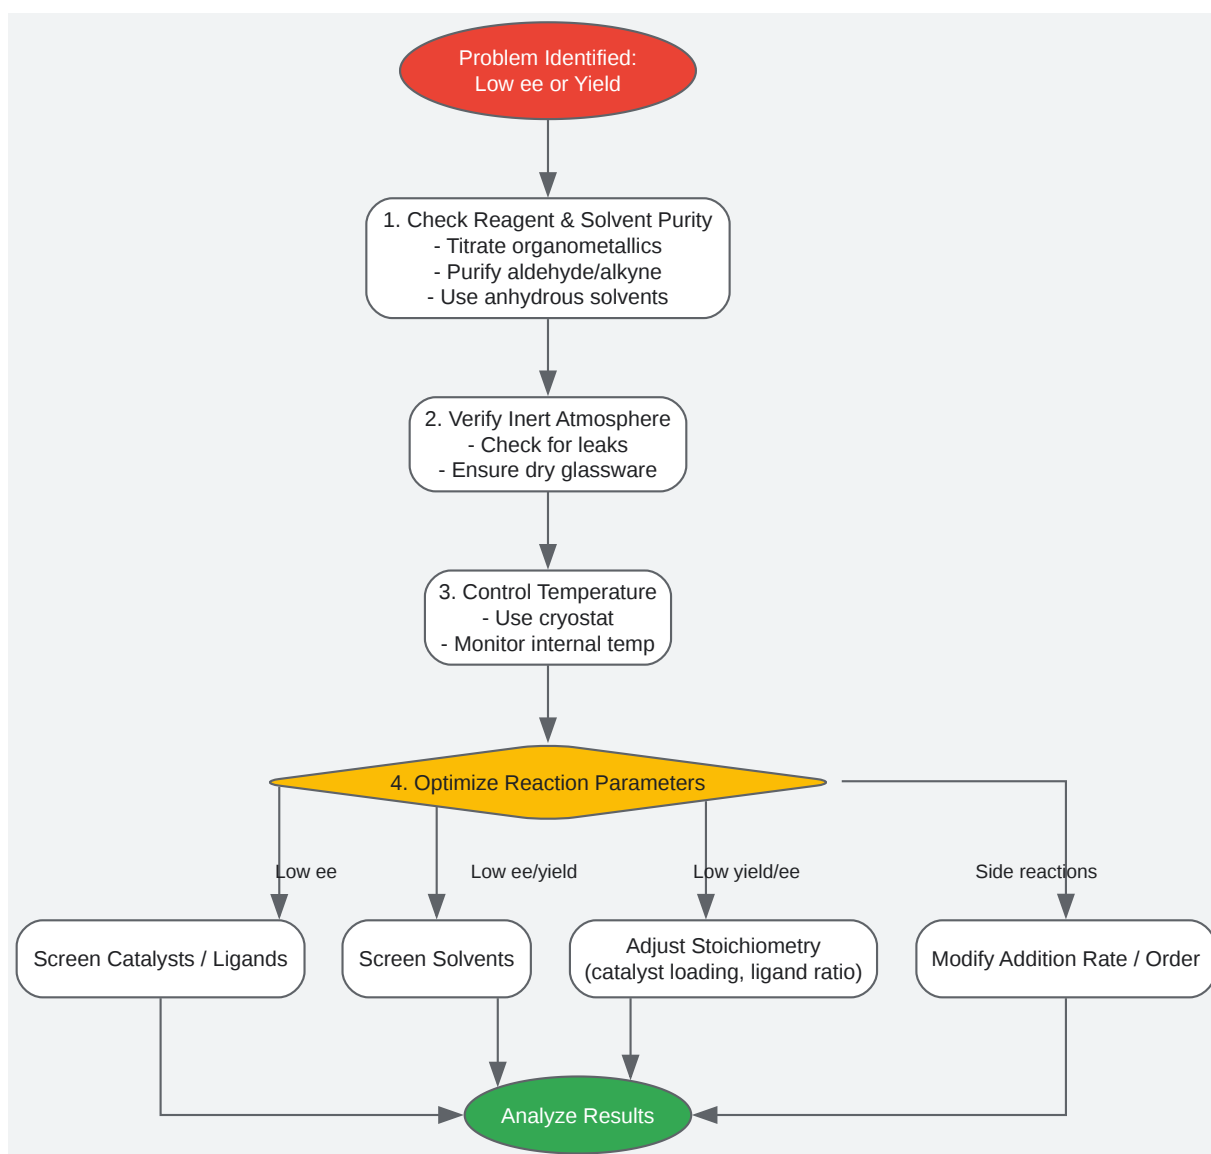 Problem Identified:
Low ee or Yield
1. Check Reagent & Solvent Purity
- Titrate organometallics
- Purify aldehyde/alkyne
- Use anhydrous solvents
2. Verify Inert Atmosphere
- Check for leaks
- Ensure dry glassware
3. Control Temperature
- Use cryostat
- Monitor internal temp
4. Optimize Reaction Parameters
Low ee
Low ee/yield
Low yield/ee
Side reactions
Screen Catalysts / Ligands
Screen Solvents
Adjust Stoichiometry
(catalyst loading, ligand ratio)
Modify Addition Rate / Order
Analyze Results